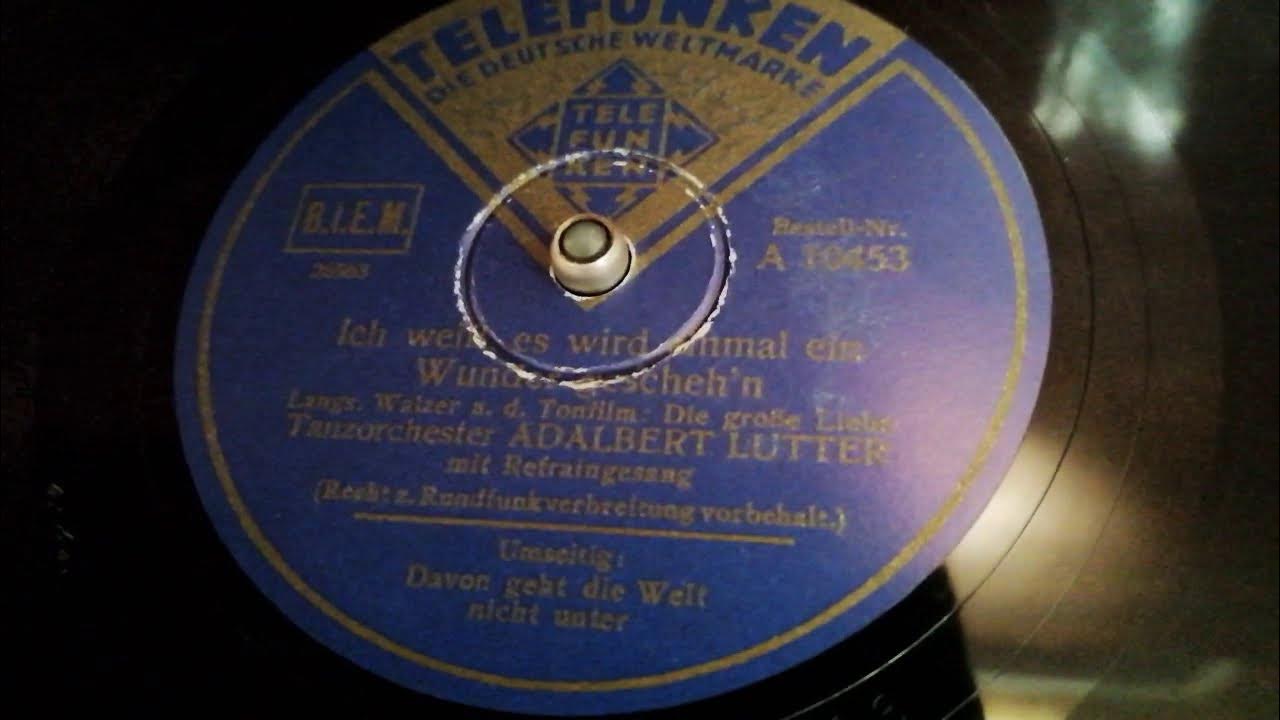 TELEFUNKEN
DIE DEUTSCHE WELTMARKE
TELE
FUN
KEN
B.I.E.M.
Bestell-Nr.
A 10453
Ich weiß, es wird einmal ein
Wunder gescheh'n
Langs. Walzer a. d. Tonfilm: Die große Liebe
Tanzorchester ADALBERT LUTTER
mit Refraingesang
(Recht z. Rundfunkverbreitung vorbehalt.)
Umseitig:
Davon geht die Welt
nicht unter